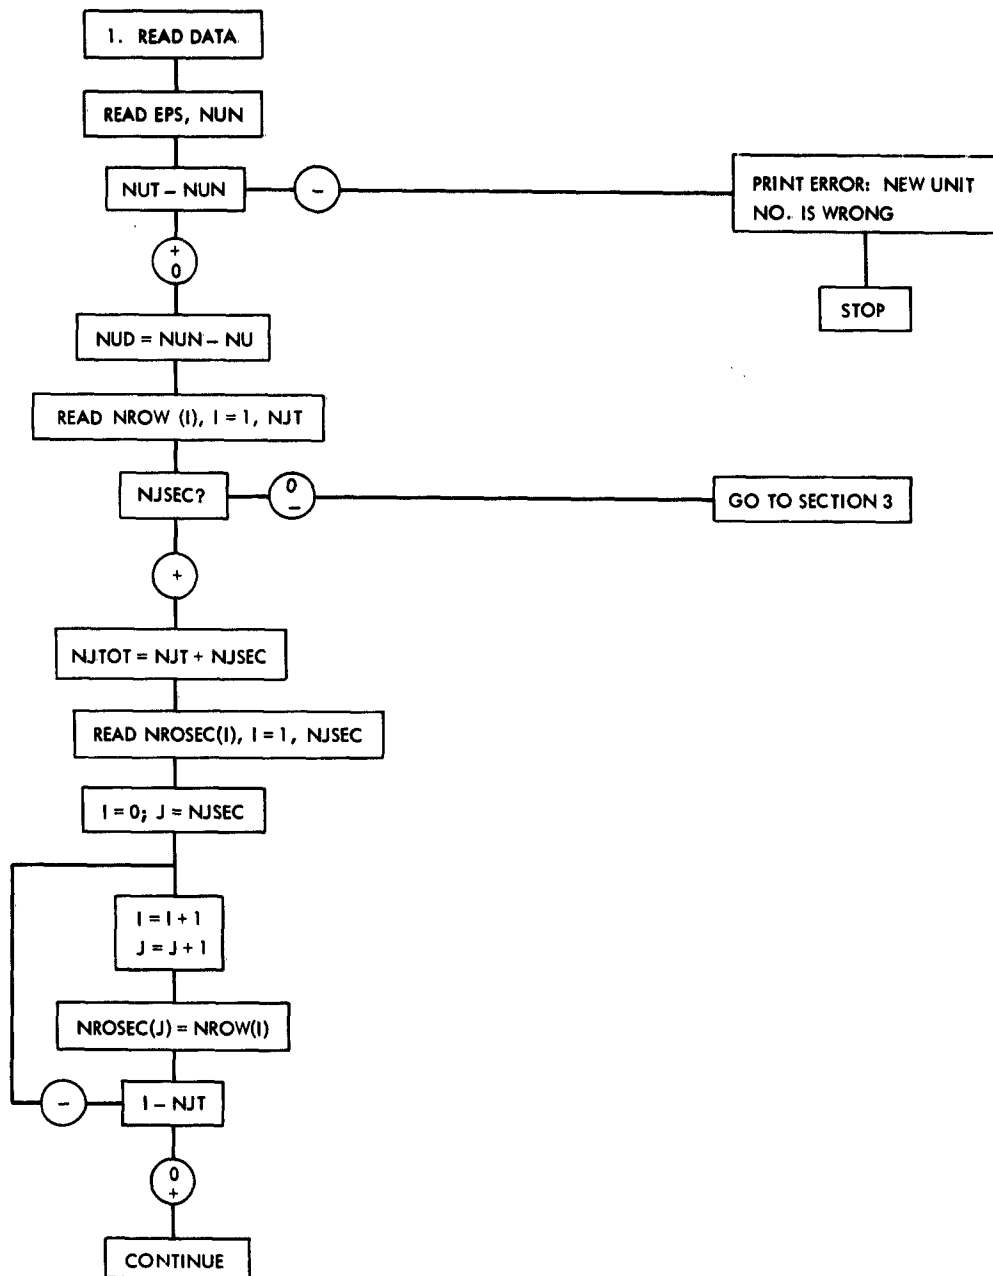 1. READ DATA
READ EPS, NUN
NUT – NUN
–
PRINT ERROR: NEW UNIT
NO. IS WRONG
+
0
STOP
NUD = NUN – NU
READ NROW (I), I = 1, NJT
NJSEC?
0
–
GO TO SECTION 3
+
NJTOT = NJT + NJSEC
READ NROSEC(I), I = 1, NJSEC
I = 0; J = NJSEC
I = I + 1
J = J + 1
NROSEC(J) = NROW(I)
–
I – NJT
0
+
CONTINUE